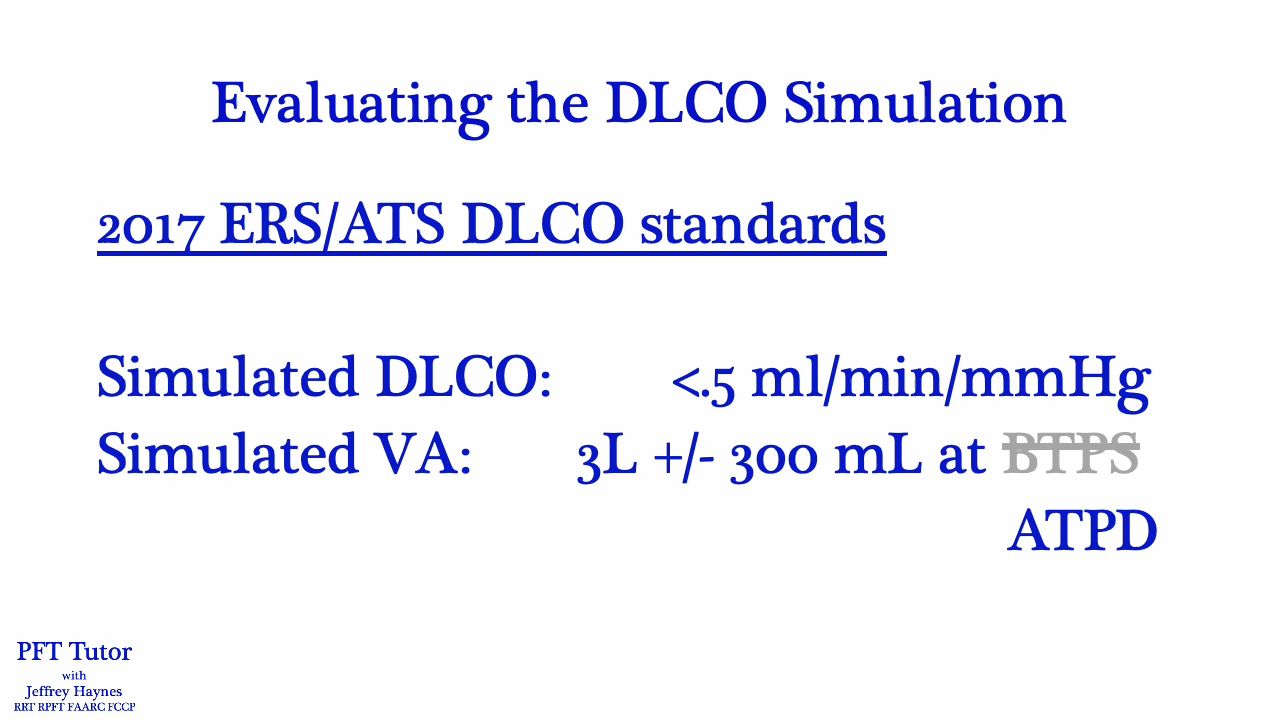 Evaluating the DLCO Simulation
2017 ERS/ATS DLCO standards
Simulated DLCO: <.5 ml/min/mmHg
Simulated VA: 3L +/- 300 mL at BTPS
ATPD
PFT Tutor
with
Jeffrey Haynes
RRT RPFT FAARC FCCP